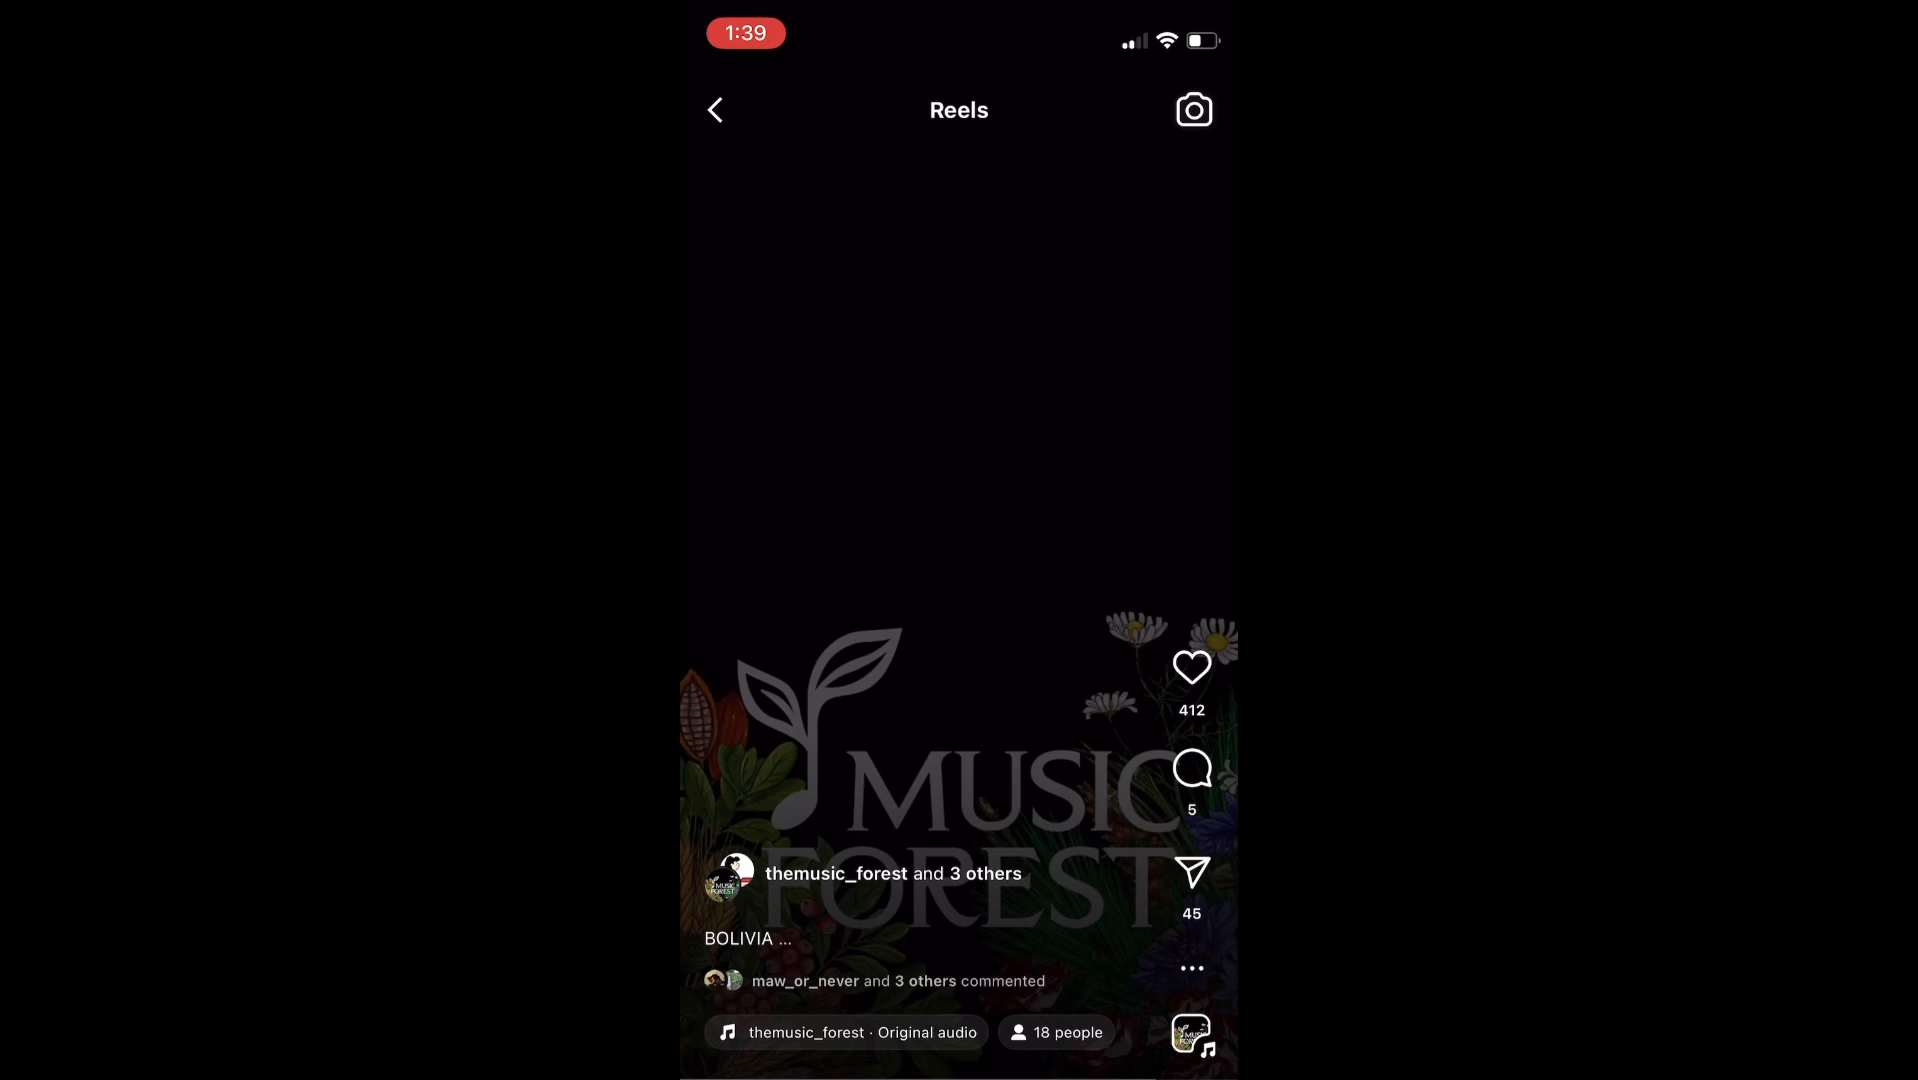 1:39
Reels
412
MUSIC
5
FOREST
themusic_forest and 3 others
45
BOLIVIA ...
maw_or_never and 3 others commented
themusic_forest · Original audio
18 people